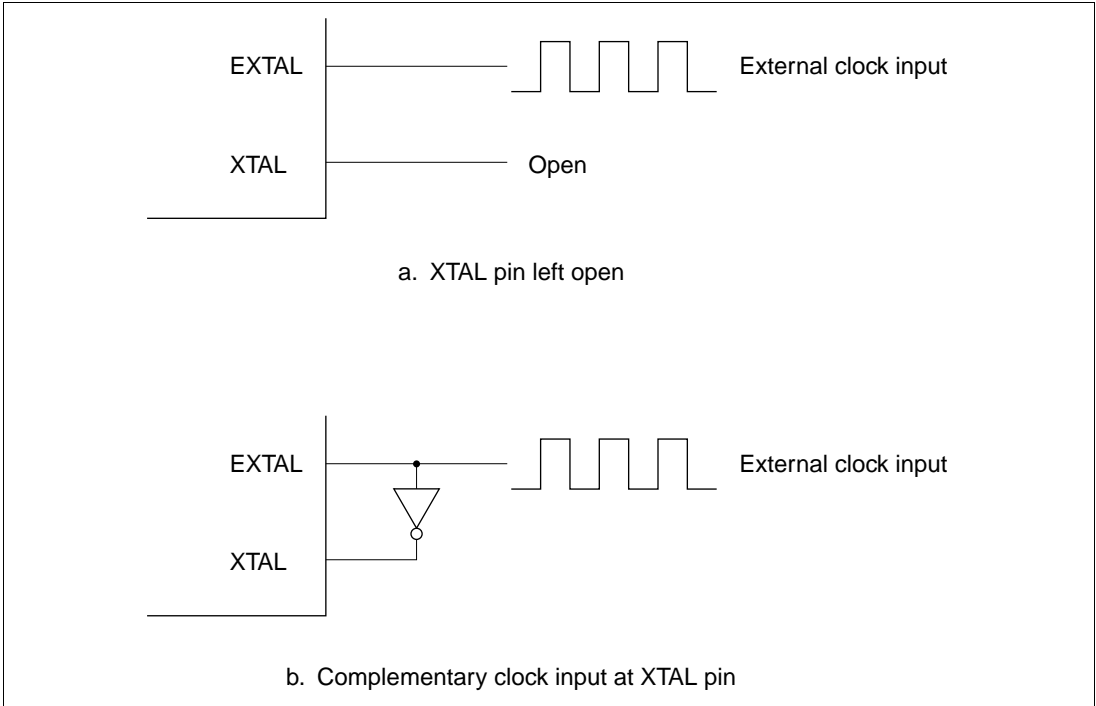 EXTAL
External clock input
XTAL
Open
a. XTAL pin left open
EXTAL
External clock input
XTAL
b. Complementary clock input at XTAL pin